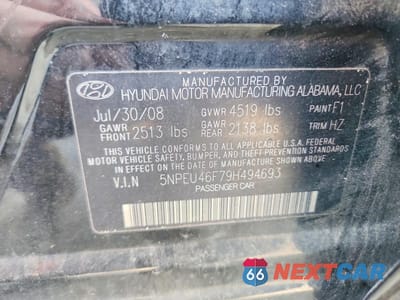 MANUFACTURED BY
HYUNDAI MOTOR MANUFACTURING ALABAMA, LLC
Jul/30/08 GVWR 4519 lbs PAINT F1
GAWR FRONT 2513 lbs GAWR REAR 2138 lbs TRIM HZ
THIS VEHICLE CONFORMS TO ALL APPLICABLE U.S.A. FEDERAL
MOTOR VEHICLE SAFETY, BUMPER, AND THEFT PREVENTION STANDARDS
IN EFFECT ON THE DATE OF MANUFACTURE SHOWN ABOVE.
V.I.N 5NPEU46F79H494693
PASSENGER CAR
66 NEXTCAR